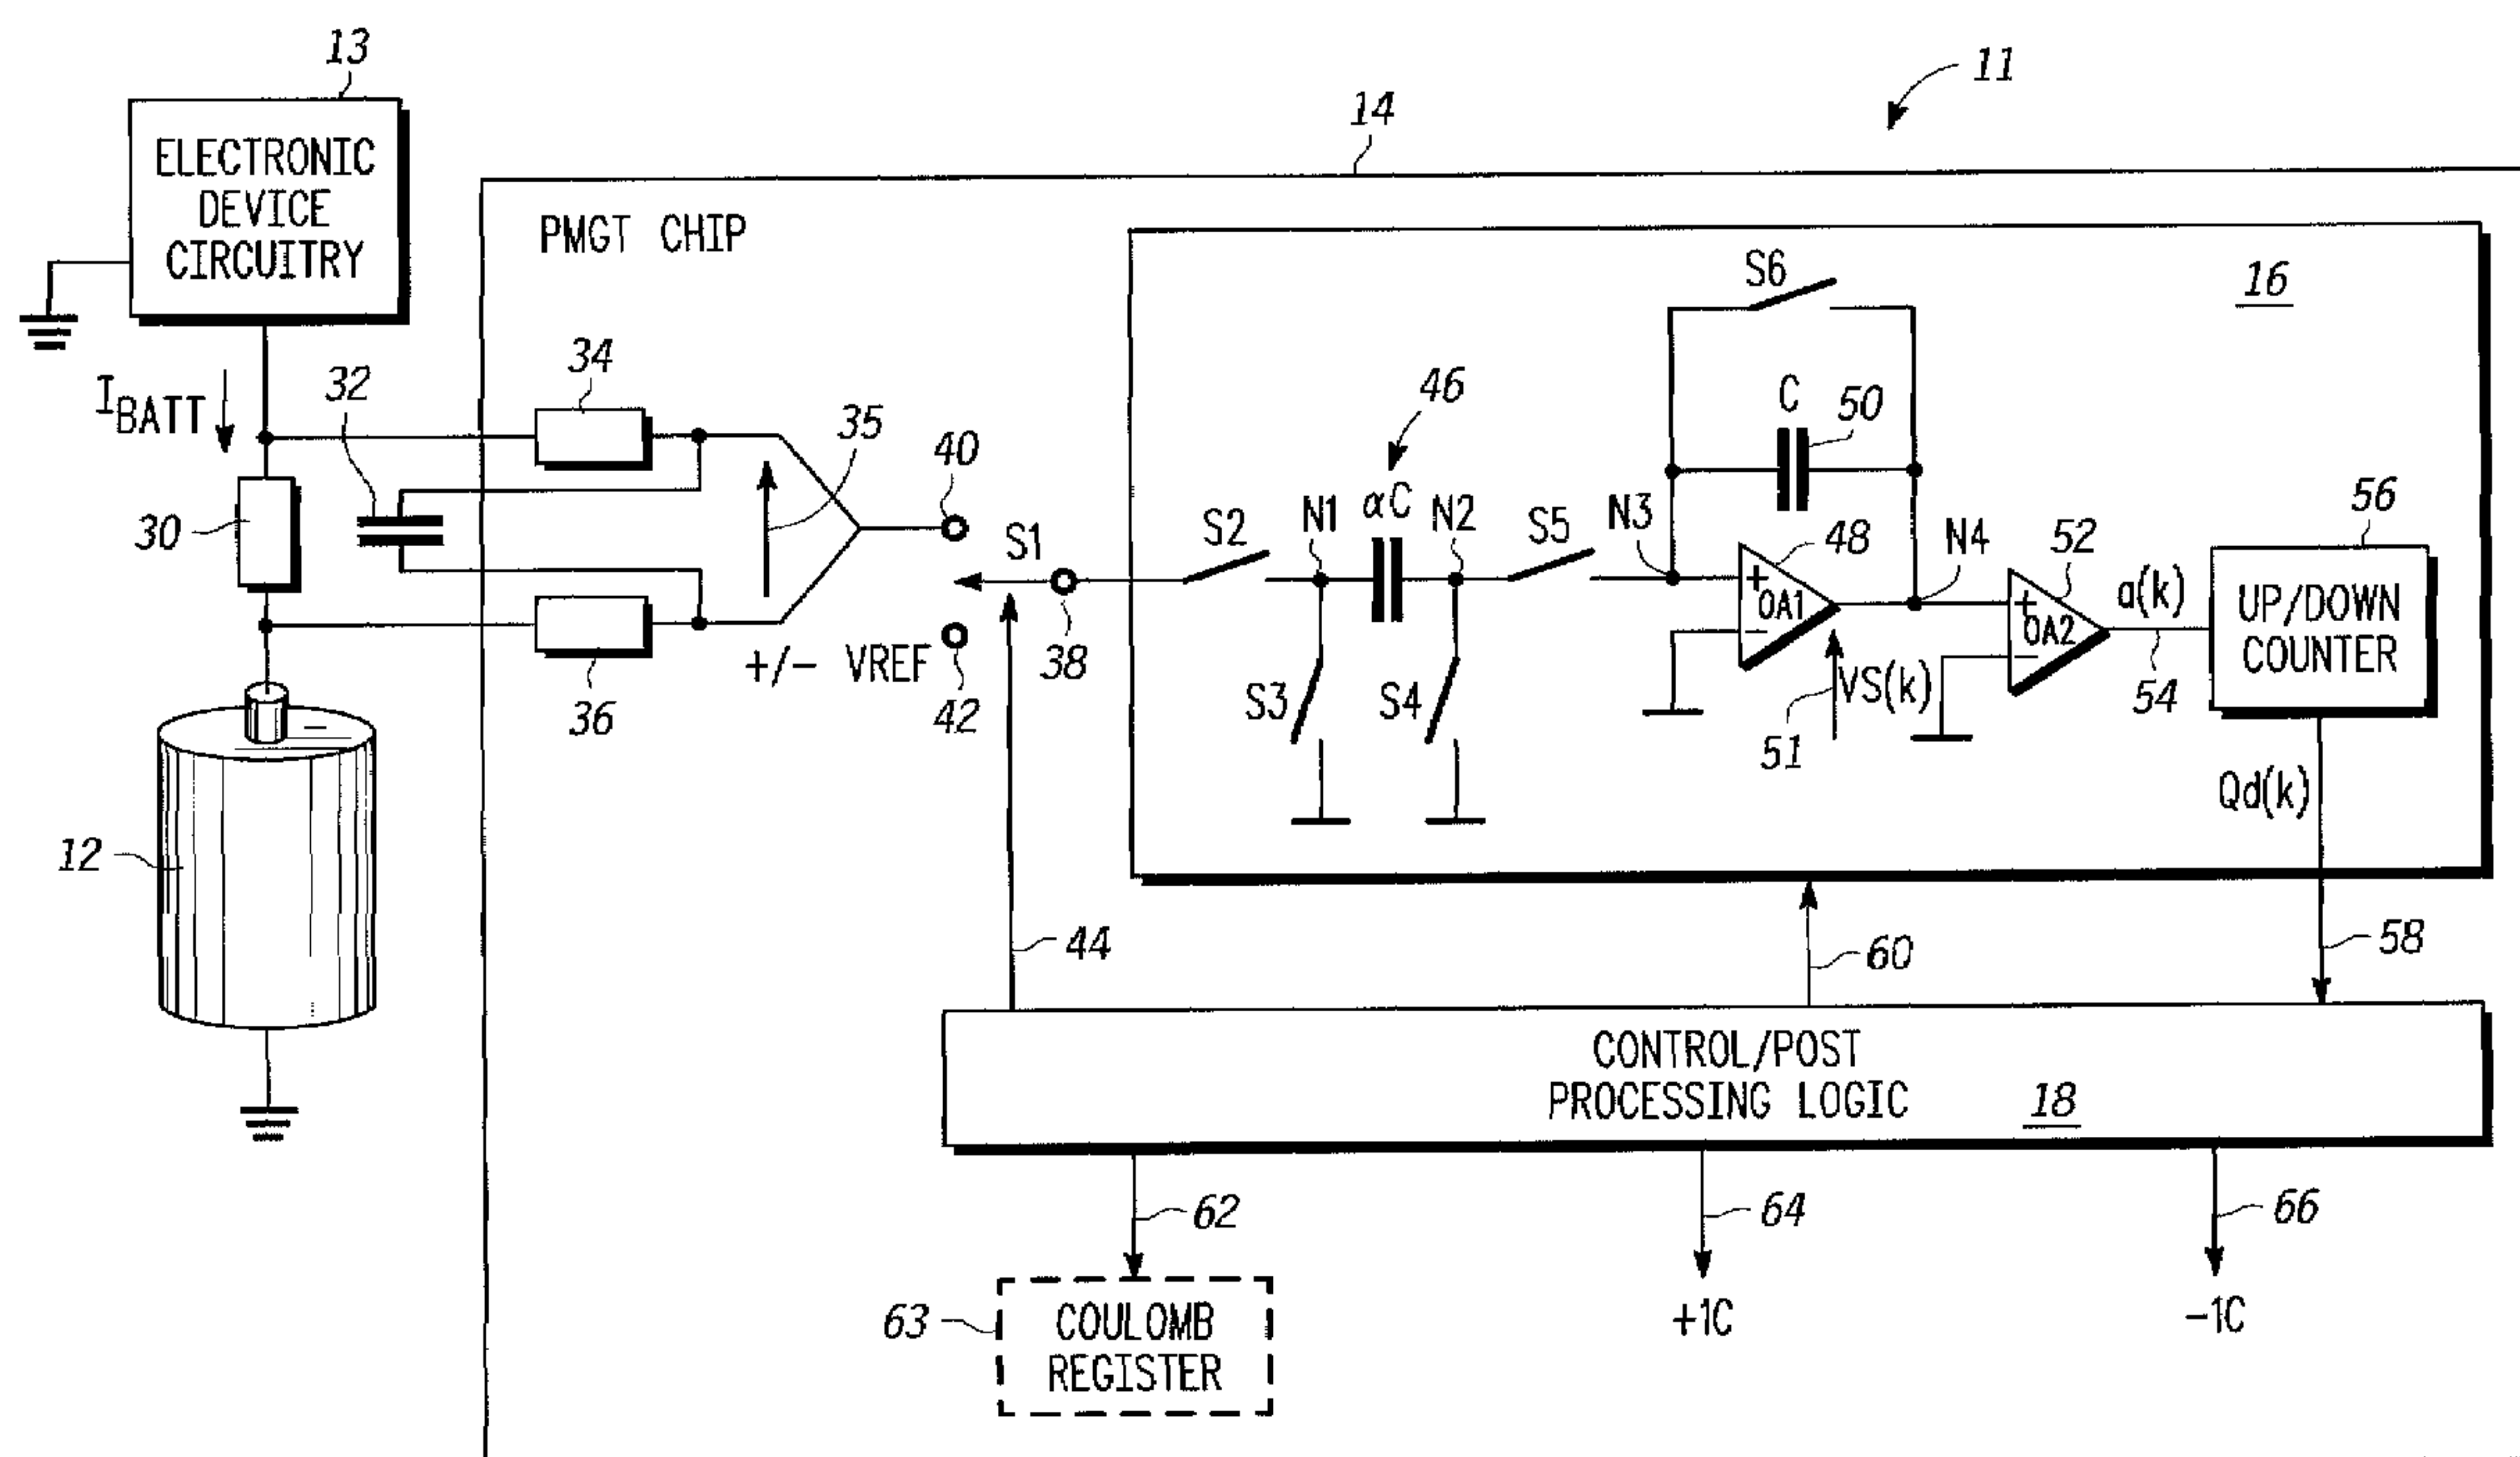 13
ELECTRONIC
DEVICE
CIRCUITRY
11
14
PMGT CHIP
16
S6
I BATT
32
34
35
40
46
C
50
30
S1
S2
N1
αC
N2
S5
N3
48
N4
52
56
+
OA1
−
+
OA2
−
a(k)
UP/DOWN
COUNTER
+/− VREF
38
36
42
S3
S4
51
VS(k)
54
−
Qd(k)
12
44
60
58
CONTROL/POST
PROCESSING LOGIC
18
62
64
66
63
COULOMB
REGISTER
+1C
−1C